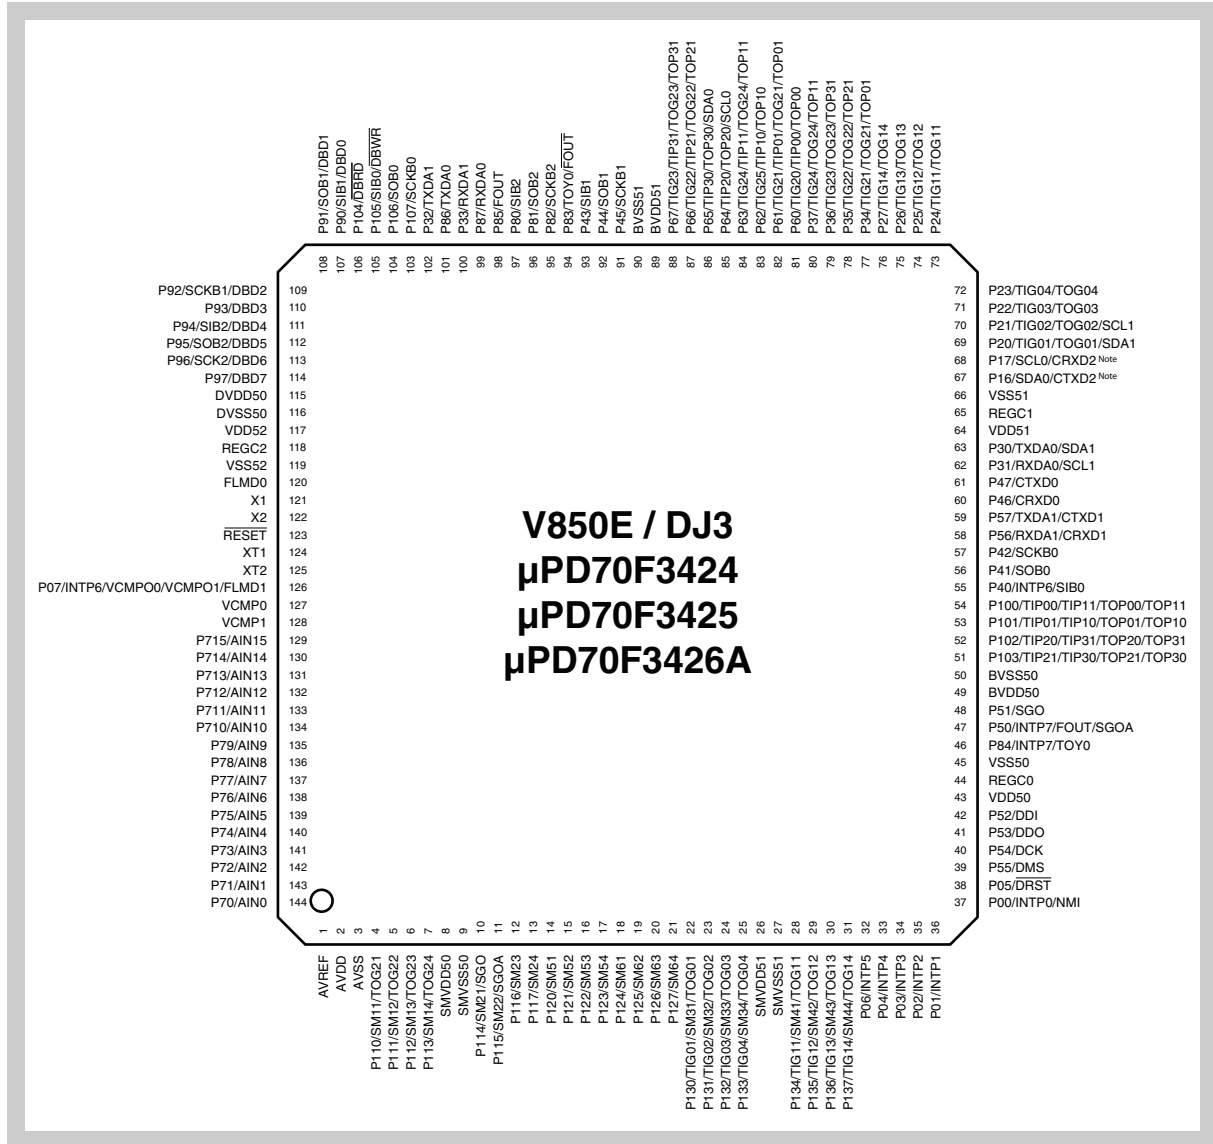 P91/SOB1/DBD1
P90/SIB1/DBD0
P104/DBRD
P105/SIB0/DBWR
P106/SOB0
P107/SCKB0
P32/TXDA1
P86/TXDA0
P33/RXDA1
P87/RXDA0
P85/FOUT
P80/SIB2
P81/SOB2
P82/SCKB2
P83/TOY0/FOUT
P43/SIB1
P44/SOB1
P45/SCKB1
BVSS51
BVDD51
P67/TIG23/TIP31/TOG23/TOP31
P66/TIG22/TIP21/TOG22/TOP21
P65/TIP30/TOP30/SDA0
P64/TIP20/TOP20/SCL0
P63/TIG24/TIP11/TOG24/TOP11
P62/TIG25/TIP10/TOP10
P61/TIG21/TIP01/TOG21/TOP01
P60/TIG20/TIP00/TOP00
P37/TIG24/TOG24/TOP11
P36/TIG23/TOG23/TOP31
P35/TIG22/TOG22/TOP21
P34/TIG21/TOG21/TOP01
P27/TIG14/TOG14
P26/TIG13/TOG13
P25/TIG12/TOG12
P24/TIG11/TOG11
108
107
106
105
104
103
102
101
100
99
98
97
96
95
94
93
92
91
90
89
88
87
86
85
84
83
82
81
80
79
78
77
76
75
74
73
P92/SCKB1/DBD2 109
P93/DBD3 110
P94/SIB2/DBD4 111
P95/SOB2/DBD5 112
P96/SCK2/DBD6 113
P97/DBD7 114
DVDD50 115
DVSS50 116
VDD52 117
REGC2 118
VSS52 119
FLMD0 120
X1 121
X2 122
RESET 123
XT1 124
XT2 125
P07/INTP6/VCMPO0/VCMPO1/FLMD1 126
VCMP0 127
VCMP1 128
P715/AIN15 129
P714/AIN14 130
P713/AIN13 131
P712/AIN12 132
P711/AIN11 133
P710/AIN10 134
P79/AIN9 135
P78/AIN8 136
P77/AIN7 137
P76/AIN6 138
P75/AIN5 139
P74/AIN4 140
P73/AIN3 141
P72/AIN2 142
P71/AIN1 143
P70/AIN0 144
V850E / DJ3
µPD70F3424
µPD70F3425
µPD70F3426A
72 P23/TIG04/TOG04
71 P22/TIG03/TOG03
70 P21/TIG02/TOG02/SCL1
69 P20/TIG01/TOG01/SDA1
68 P17/SCL0/CRXD2 Note
67 P16/SDA0/CTXD2 Note
66 VSS51
65 REGC1
64 VDD51
63 P30/TXDA0/SDA1
62 P31/RXDA0/SCL1
61 P47/CTXD0
60 P46/CRXD0
59 P57/TXDA1/CTXD1
58 P56/RXDA1/CRXD1
57 P42/SCKB0
56 P41/SOB0
55 P40/INTP6/SIB0
54 P100/TIP00/TIP11/TOP00/TOP11
53 P101/TIP01/TIP10/TOP01/TOP10
52 P102/TIP20/TIP31/TOP20/TOP31
51 P103/TIP21/TIP30/TOP21/TOP30
50 BVSS50
49 BVDD50
48 P51/SGO
47 P50/INTP7/FOUT/SGOA
46 P84/INTP7/TOY0
45 VSS50
44 REGC0
43 VDD50
42 P52/DDI
41 P53/DDO
40 P54/DCK
39 P55/DMS
38 P05/DRST
37 P00/INTP0/NMI
1
2
3
4
5
6
7
8
9
10
11
12
13
14
15
16
17
18
19
20
21
22
23
24
25
26
27
28
29
30
31
32
33
34
35
36
AVREF
AVDD
AVSS
P110/SM11/TOG21
P111/SM12/TOG22
P112/SM13/TOG23
P113/SM14/TOG24
SMVDD50
SMVSS50
P114/SM21/SGO
P115/SM22/SGOA
P116/SM23
P117/SM24
P120/SM51
P121/SM52
P122/SM53
P123/SM54
P124/SM61
P125/SM62
P126/SM63
P127/SM64
P130/TIG01/SM31/TOG01
P131/TIG02/SM32/TOG02
P132/TIG03/SM33/TOG03
P133/TIG04/SM34/TOG04
SMVDD51
SMVSS51
P134/TIG11/SM41/TOG11
P135/TIG12/SM42/TOG12
P136/TIG13/SM43/TOG13
P137/TIG14/SM44/TOG14
P06/INTP5
P04/INTP4
P03/INTP3
P02/INTP2
P01/INTP1